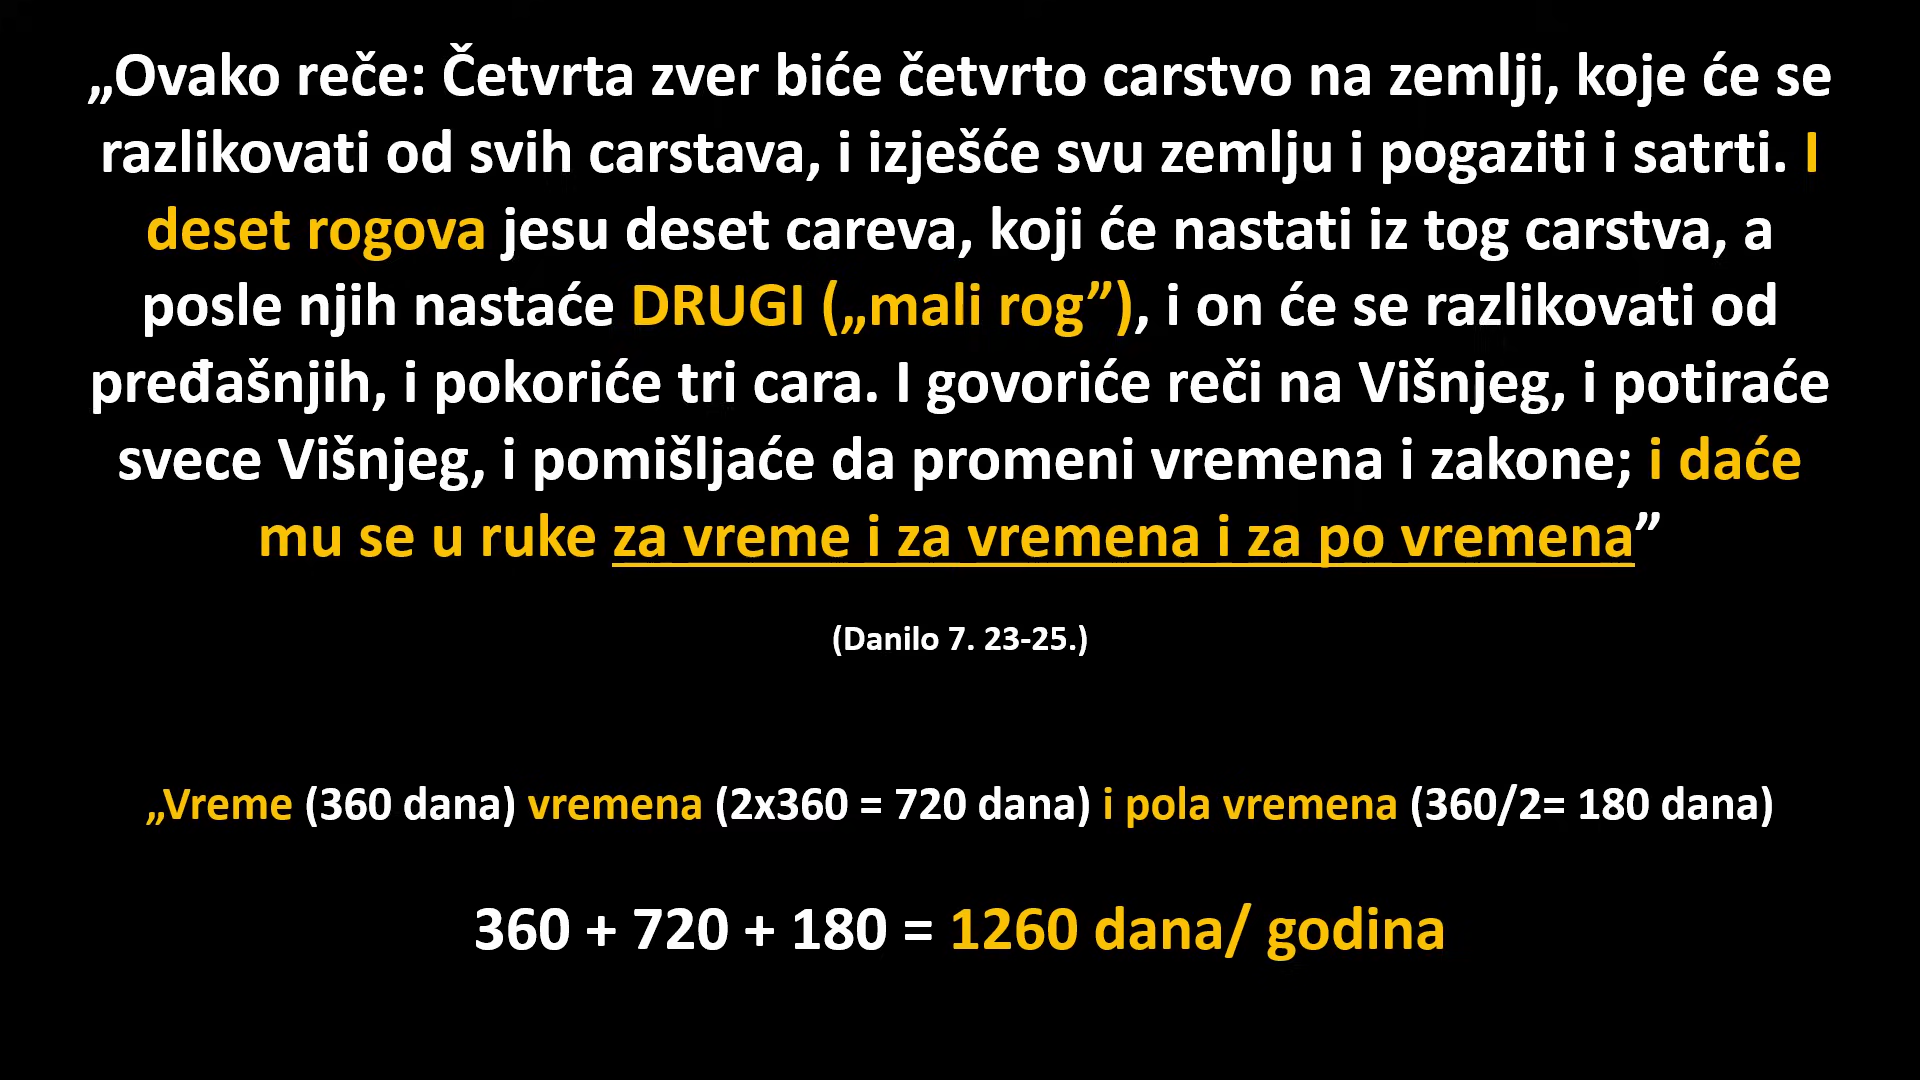 „Ovako reče: Četvrta zver biće četvrto carstvo na zemlji, koje će se
razlikovati od svih carstava, i izješće svu zemlju i pogaziti i satrti. I
deset rogova jesu deset careva, koji će nastati iz tog carstva, a
posle njih nastaće DRUGI („mali rog”), i on će se razlikovati od
pređašnjih, i pokoriće tri cara. I govoriće reči na Višnjeg, i potiraće
svece Višnjeg, i pomišljaće da promeni vremena i zakone; i daće
mu se u ruke za vreme i za vremena i za po vremena”
(Danilo 7. 23-25.)
„Vreme (360 dana) vremena (2x360 = 720 dana) i pola vremena (360/2= 180 dana)
360 + 720 + 180 = 1260 dana/ godina